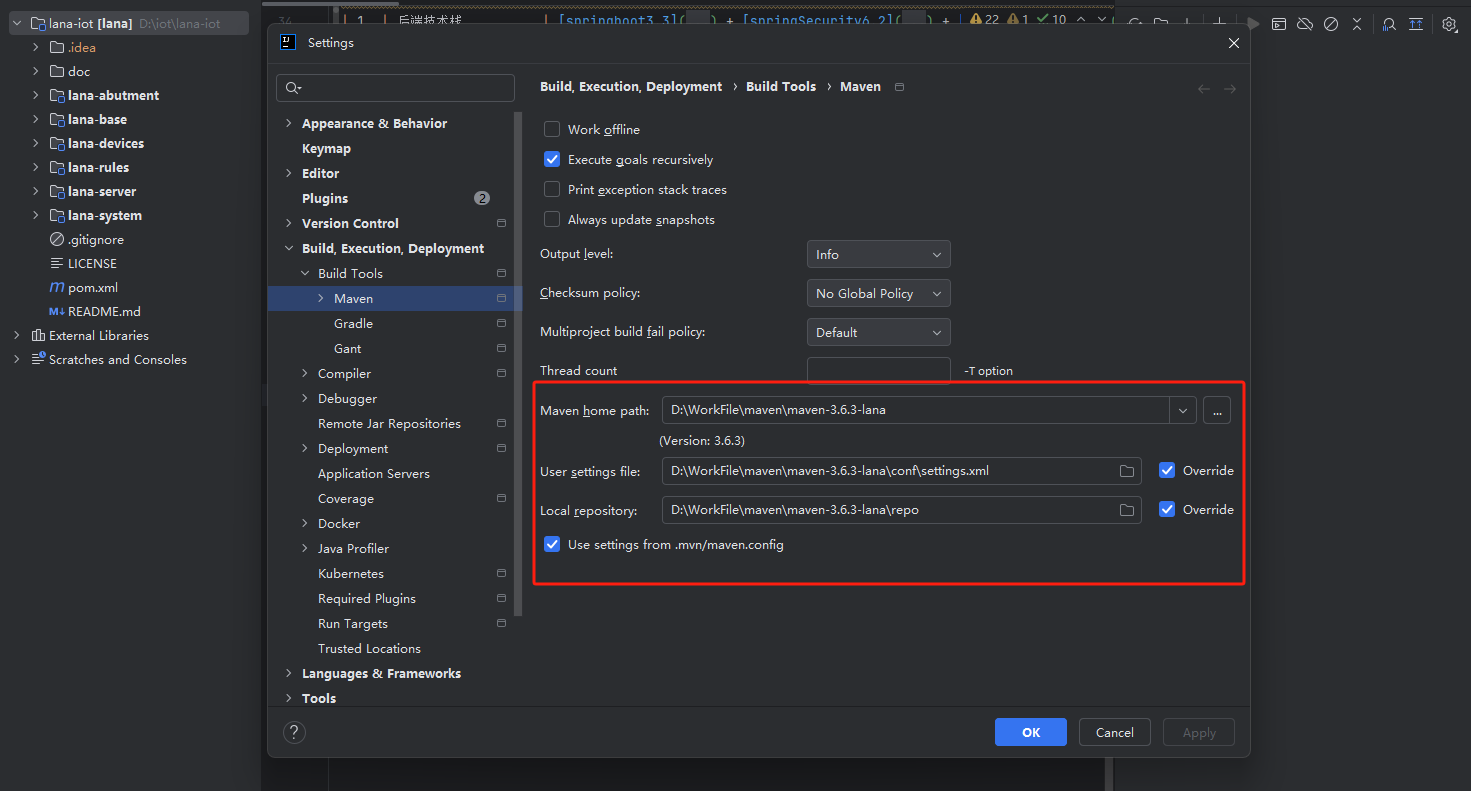 lana-iot [lana] D:\iot\lana-iot
.idea
doc
lana-abutment
lana-base
lana-devices
lana-rules
lana-server
lana-system
.gitignore
LICENSE
pom.xml
README.md
External Libraries
Scratches and Consoles
34 | 1 | 后端技术栈 | [springboot3.3]( ) + [springSecurity6.2]( ) + 22 1 10
Settings
Appearance & Behavior
Keymap
Editor
Plugins 2
Version Control
Build, Execution, Deployment
Build Tools
Maven
Gradle
Gant
Compiler
Debugger
Remote Jar Repositories
Deployment
Application Servers
Coverage
Docker
Java Profiler
Kubernetes
Required Plugins
Run Targets
Trusted Locations
Languages & Frameworks
Tools
Build, Execution, Deployment › Build Tools › Maven
Work offline
Execute goals recursively
Print exception stack traces
Always update snapshots
Output level: Info
Checksum policy: No Global Policy
Multiproject build fail policy: Default
Thread count -T option
Maven home path: D:\WorkFile\maven\maven-3.6.3-lana ...
(Version: 3.6.3)
User settings file: D:\WorkFile\maven\maven-3.6.3-lana\conf\settings.xml Override
Local repository: D:\WorkFile\maven\maven-3.6.3-lana\repo Override
Use settings from .mvn/maven.config
? OK Cancel Apply